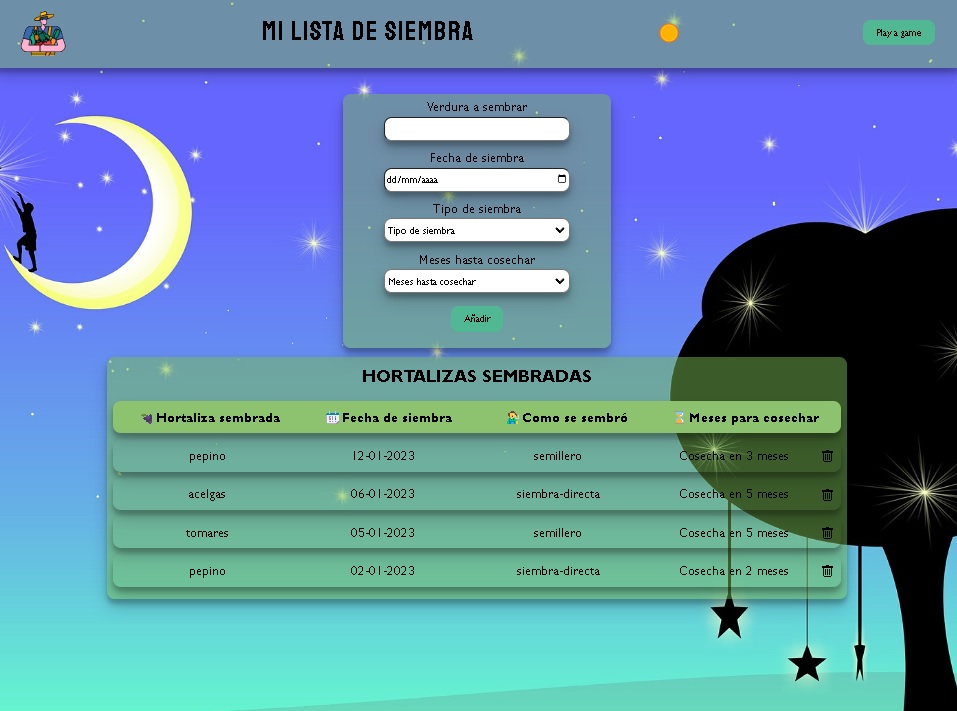 MI LISTA DE SIEMBRA
Play a game
Verdura a sembrar
Fecha de siembra
dd/mm/aaaa
Tipo de siembra
Tipo de siembra
Meses hasta cosechar
Meses hasta cosechar
Añadir
HORTALIZAS SEMBRADAS
Hortaliza sembrada Fecha de siembra Como se sembró Meses para cosechar
pepino 12-01-2023 semillero Cosecha en 3 meses
acelgas 06-01-2023 siembra-directa Cosecha en 5 meses
tomares 05-01-2023 semillero Cosecha en 5 meses
pepino 02-01-2023 siembra-directa Cosecha en 2 meses